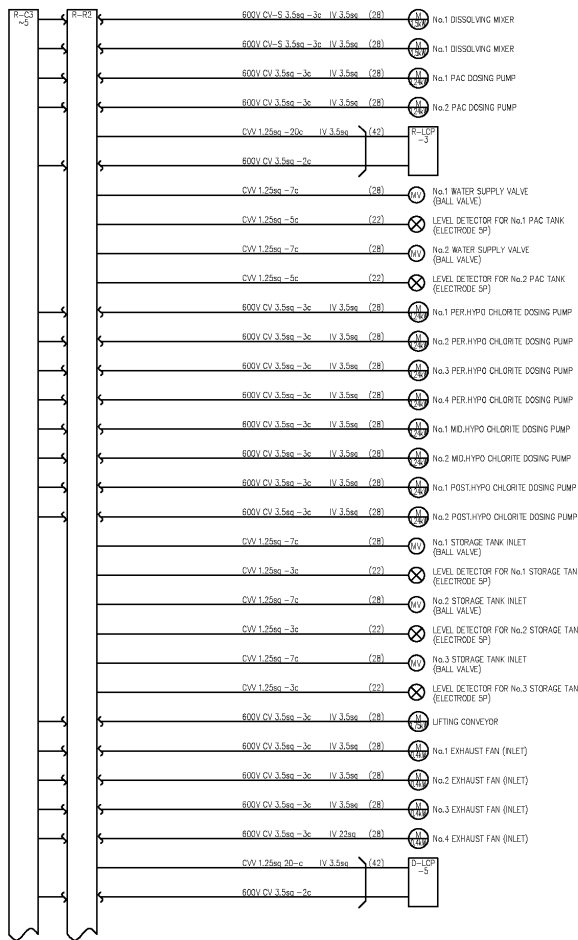 R-C3
~5
R-R2
600V CV-S 3.5sq -3c IV 3.5sq (28) M No.1 DISSOLVING MIXER
600V CV-S 3.5sq -3c IV 3.5sq (28) M No.1 DISSOLVING MIXER
600V CV 3.5sq -3c IV 3.5sq (28) M No.1 PAC DOSING PUMP
600V CV 3.5sq -3c IV 3.5sq (28) M No.2 PAC DOSING PUMP
CVV 1.25sq -20c IV 3.5sq (42) R-LCP
-3
600V CV 3.5sq -2c
CVV 1.25sq -7c (28) MV No.1 WATER SUPPLY VALVE
(BALL VALVE)
CVV 1.25sq -5c (22) LEVEL DETECTOR FOR No.1 PAC TANK
(ELECTRODE 5P)
CVV 1.25sq -7c (28) MV No.2 WATER SUPPLY VALVE
(BALL VALVE)
CVV 1.25sq -5c (22) LEVEL DETECTOR FOR No.2 PAC TANK
(ELECTRODE 5P)
600V CV 3.5sq -3c IV 3.5sq (28) M No.1 PER.HYPO CHLORITE DOSING PUMP
600V CV 3.5sq -3c IV 3.5sq (28) M No.2 PER.HYPO CHLORITE DOSING PUMP
600V CV 3.5sq -3c IV 3.5sq (28) M No.3 PER.HYPO CHLORITE DOSING PUMP
600V CV 3.5sq -3c IV 3.5sq (28) M No.4 PER.HYPO CHLORITE DOSING PUMP
600V CV 3.5sq -3c IV 3.5sq (28) M No.1 MID.HYPO CHLORITE DOSING PUMP
600V CV 3.5sq -3c IV 3.5sq (28) M No.2 MID.HYPO CHLORITE DOSING PUMP
600V CV 3.5sq -3c IV 3.5sq (28) M No.1 POST.HYPO CHLORITE DOSING PUMP
600V CV 3.5sq -3c IV 3.5sq (28) M No.2 POST.HYPO CHLORITE DOSING PUMP
CVV 1.25sq -7c (28) MV No.1 STORAGE TANK INLET
(BALL VALVE)
CVV 1.25sq -3c (22) LEVEL DETECTOR FOR No.1 STORAGE TAN
(ELECTRODE 5P)
CVV 1.25sq -7c (28) MV No.2 STORAGE TANK INLET
(BALL VALVE)
CVV 1.25sq -3c (22) LEVEL DETECTOR FOR No.2 STORAGE TAN
(ELECTRODE 5P)
CVV 1.25sq -7c (28) MV No.3 STORAGE TANK INLET
(BALL VALVE)
CVV 1.25sq -3c (22) LEVEL DETECTOR FOR No.3 STORAGE TAN
(ELECTRODE 5P)
600V CV 3.5sq -3c IV 3.5sq (28) M LIFTING CONVEYOR
600V CV 3.5sq -3c IV 3.5sq (28) M No.1 EXHAUST FAN (INLET)
600V CV 3.5sq -3c IV 3.5sq (28) M No.2 EXHAUST FAN (INLET)
600V CV 3.5sq -3c IV 3.5sq (28) M No.3 EXHAUST FAN (INLET)
600V CV 3.5sq -3c IV 22sq (28) M No.4 EXHAUST FAN (INLET)
CVV 1.25sq 20-c IV 3.5sq (42) D-LCP
-5
600V CV 3.5sq -2c